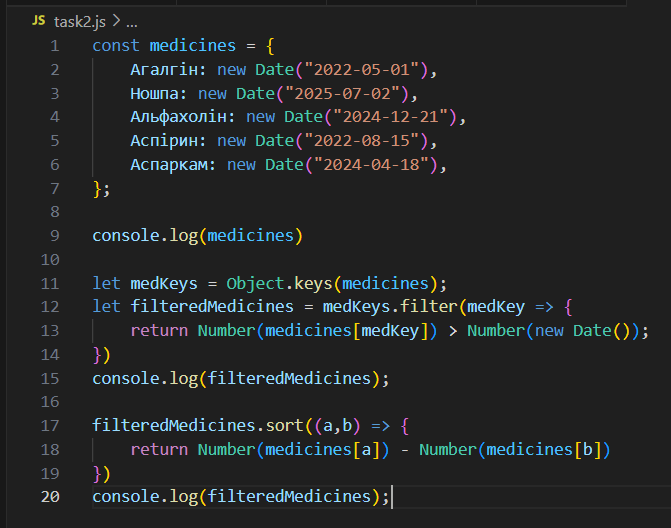 JS task2.js > ...
1 const medicines = {
2 Агалгін: new Date("2022-05-01"),
3 Ношпа: new Date("2025-07-02"),
4 Альфахолін: new Date("2024-12-21"),
5 Аспірин: new Date("2022-08-15"),
6 Аспаркам: new Date("2024-04-18"),
7 };
8
9 console.log(medicines)
10
11 let medKeys = Object.keys(medicines);
12 let filteredMedicines = medKeys.filter(medKey => {
13 return Number(medicines[medKey]) > Number(new Date());
14 })
15 console.log(filteredMedicines);
16
17 filteredMedicines.sort((a,b) => {
18 return Number(medicines[a]) - Number(medicines[b])
19 })
20 console.log(filteredMedicines);